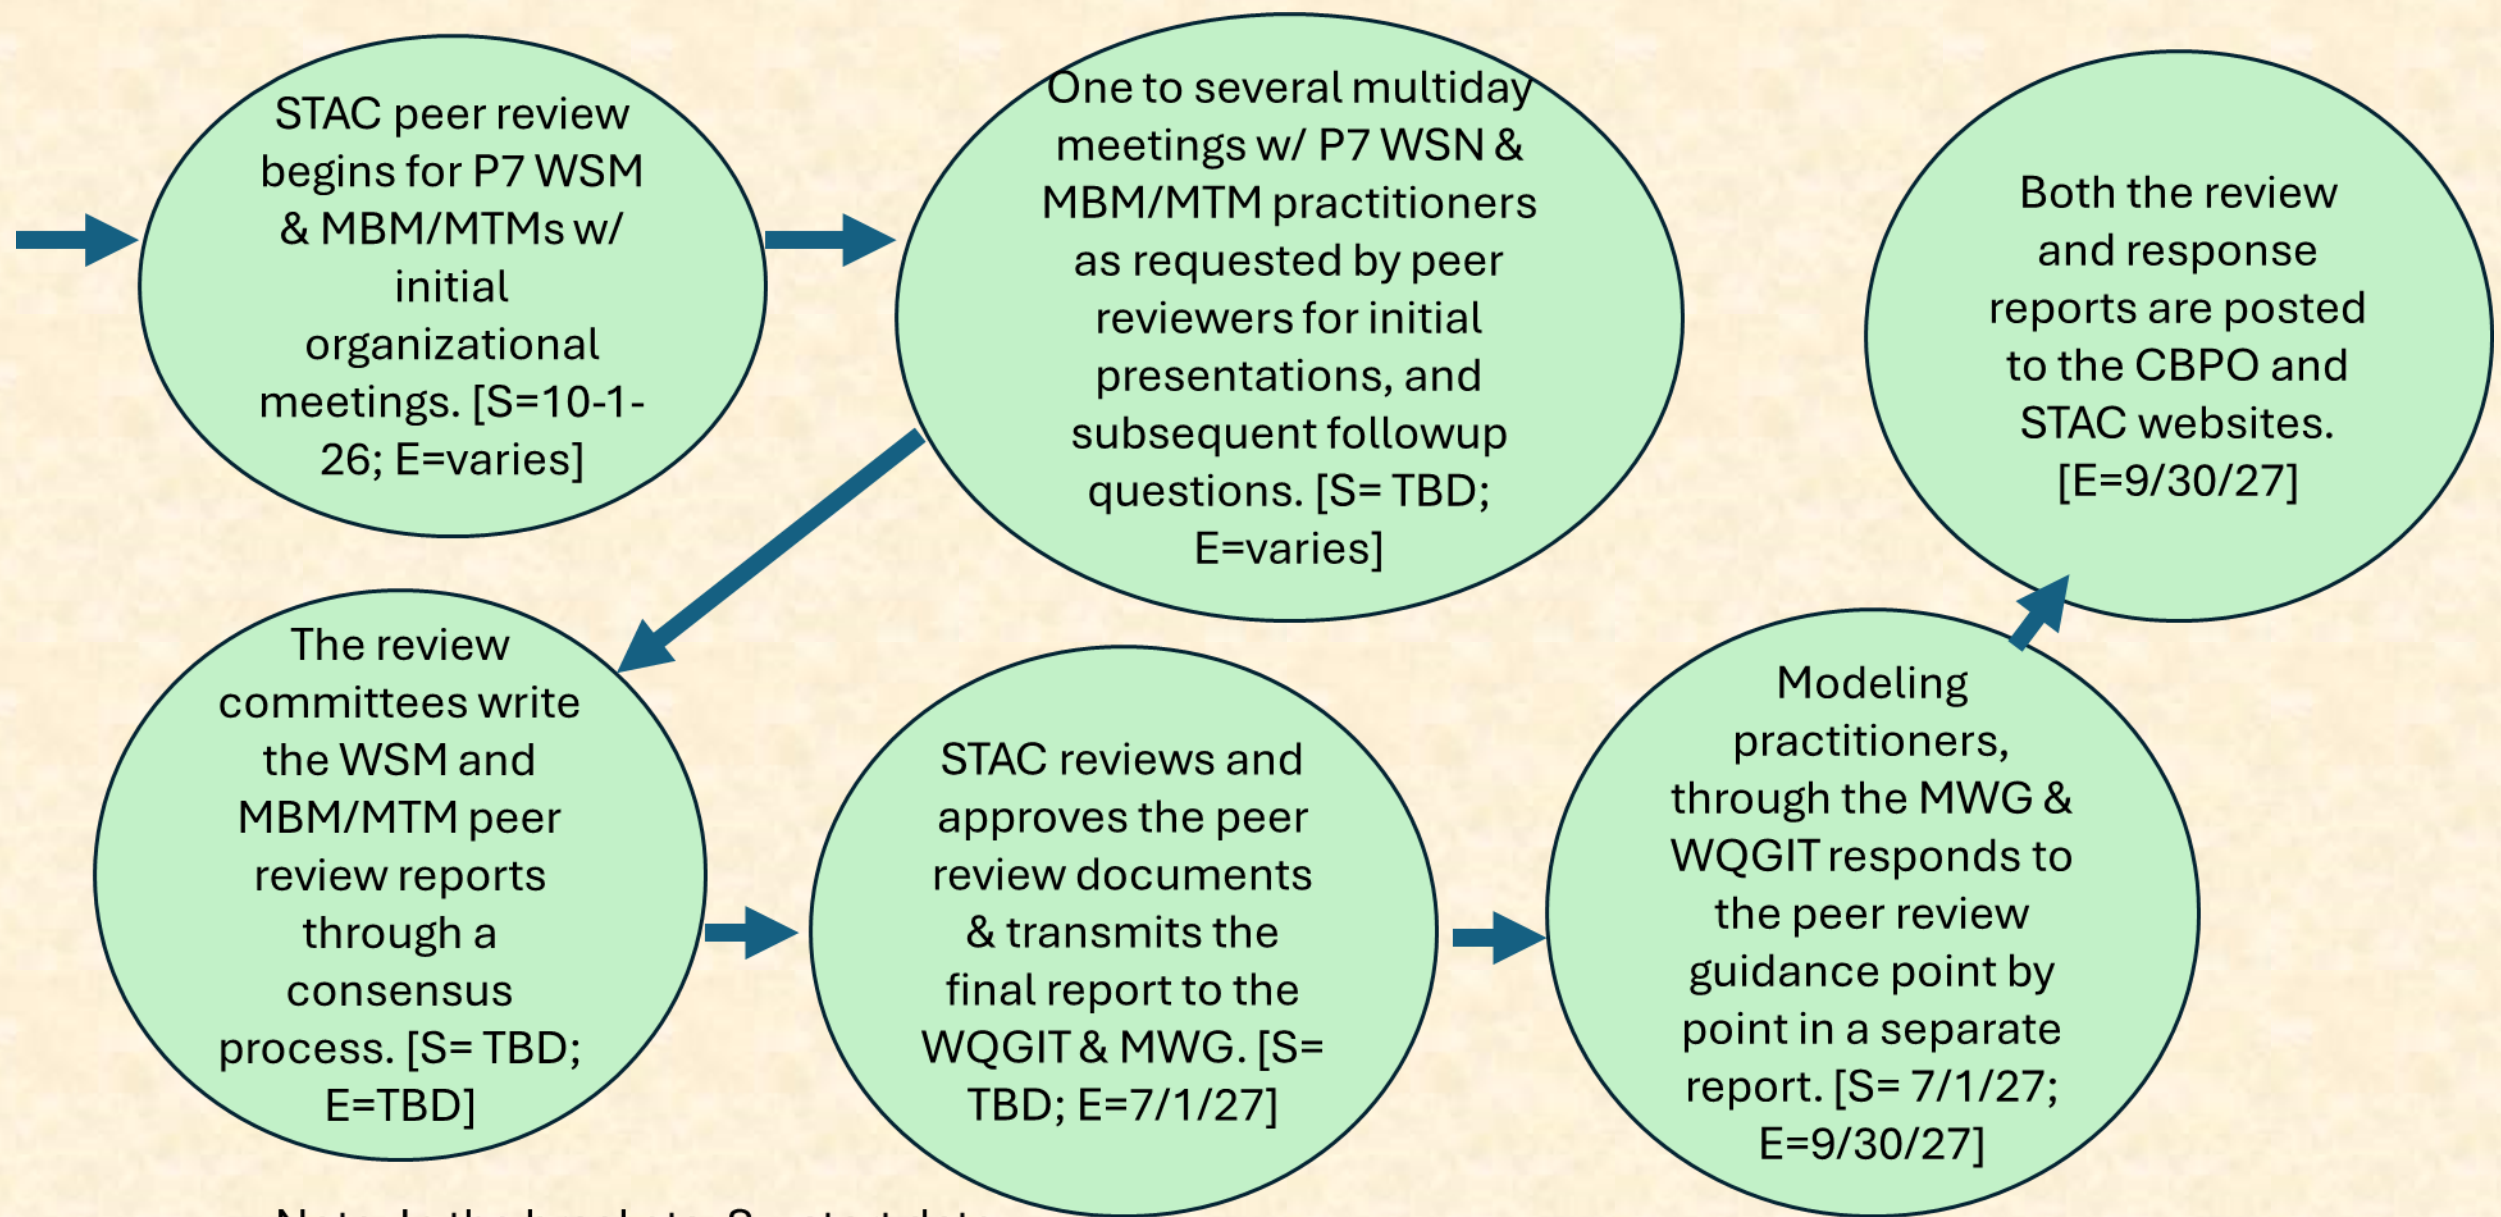 STAC peer review
begins for P7 WSM
& MBM/MTMs w/
initial
organizational
meetings. [S=10-1-
26; E=varies]
One to several multiday
meetings w/ P7 WSN &
MBM/MTM practitioners
as requested by peer
reviewers for initial
presentations, and
subsequent followup
questions. [S= TBD;
E=varies]
The review
committees write
the WSM and
MBM/MTM peer
review reports
through a
consensus
process. [S= TBD;
E=TBD]
STAC reviews and
approves the peer
review documents
& transmits the
final report to the
WQGIT & MWG. [S=
TBD; E=7/1/27]
Modeling
practitioners,
through the MWG &
WQGIT responds to
the peer review
guidance point by
point in a separate
report. [S= 7/1/27;
E=9/30/27]
Both the review
and response
reports are posted
to the CBPO and
STAC websites.
[E=9/30/27]